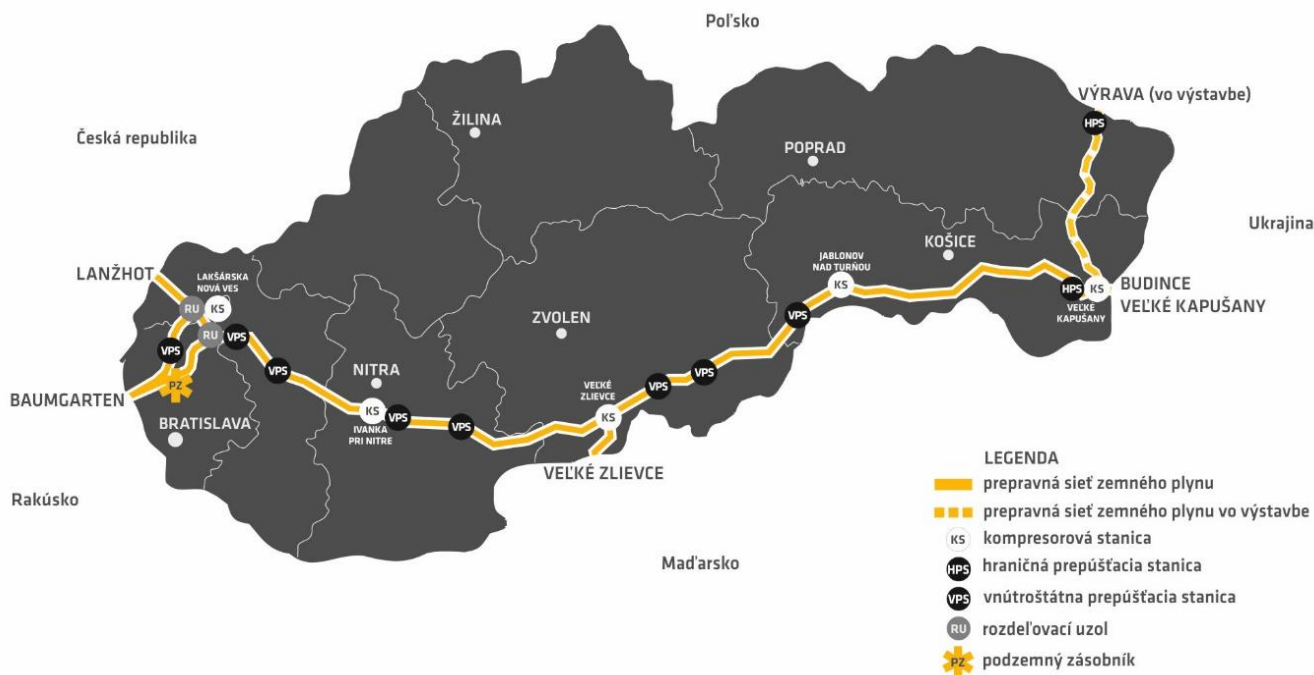 Poľsko
VÝRAVA (vo výstavbe)
HPS
ŽILINA
Česká republika
POPRAD
Ukrajina
KOŠICE
LANŽHOT
LAKŠÁRSKA
NOVÁ VES
RU
KS
JABLONOV
NAD TURŇOU
KS
HPS
KS
VEĽKÉ
KAPUŠANY
BUDINCE
VEĽKÉ KAPUŠANY
RU
VPS
VPS
ZVOLEN
VPS
VPS
NITRA
VPS
PZ
VEĽKÉ
ZLIEVCE
VPS
BAUMGARTEN
KS
VPS
KS
IVANKA
PRI NITRE
VPS
BRATISLAVA
VEĽKÉ ZLIEVCE
Rakúsko
Maďarsko
LEGENDA
prepravná sieť zemného plynu
prepravná sieť zemného plynu vo výstavbe
KS kompresorová stanica
HPS hraničná prepúšťacia stanica
VPS vnútroštátna prepúšťacia stanica
RU rozdeľovací uzol
PZ podzemný zásobník